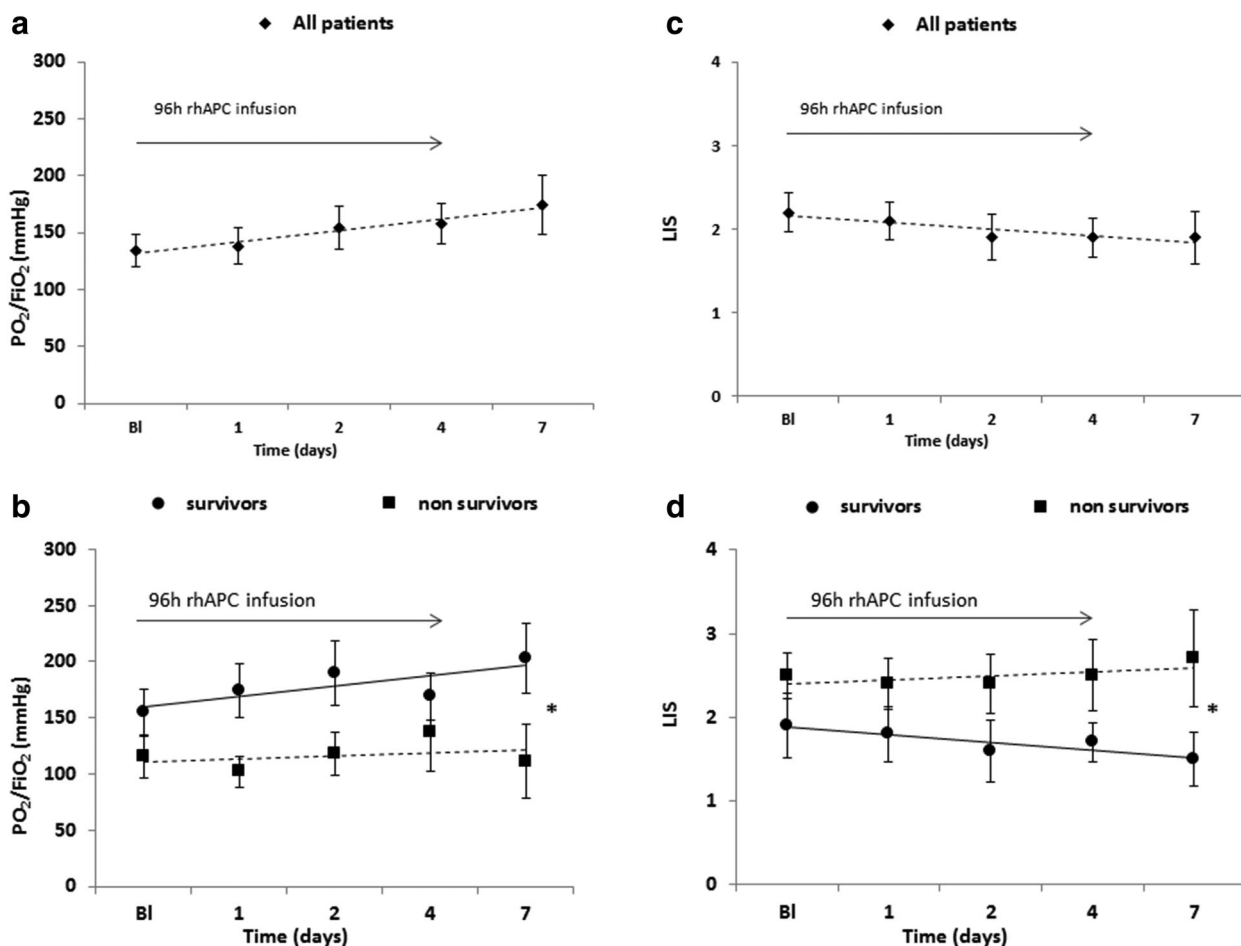 a
All patients
300
250
200
150
100
50
0
PO₂/FiO₂ (mmHg)
96h rhAPC infusion
Bl 1 2 4 7
Time (days)
c
All patients
4
3
2
1
0
LIS
96h rhAPC infusion
Bl 1 2 4 7
Time (days)
b
survivors non survivors
300
250
200
150
100
50
0
PO₂/FiO₂ (mmHg)
96h rhAPC infusion
*
Bl 1 2 4 7
Time (days)
d
survivors non survivors
4
3
2
1
0
LIS
96h rhAPC infusion
*
Bl 1 2 4 7
Time (days)